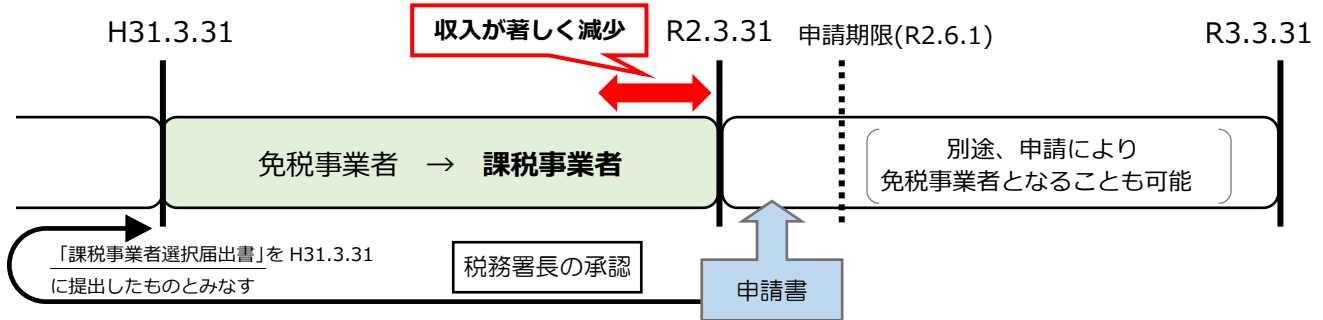 収入が著しく減少
H31.3.31
R2.3.31
申請期限(R2.6.1)
R3.3.31
免税事業者 → 課税事業者
別途、申請により
免税事業者となることも可能
「課税事業者選択届出書」を H31.3.31
に提出したものとみなす
税務署長の承認
申請書